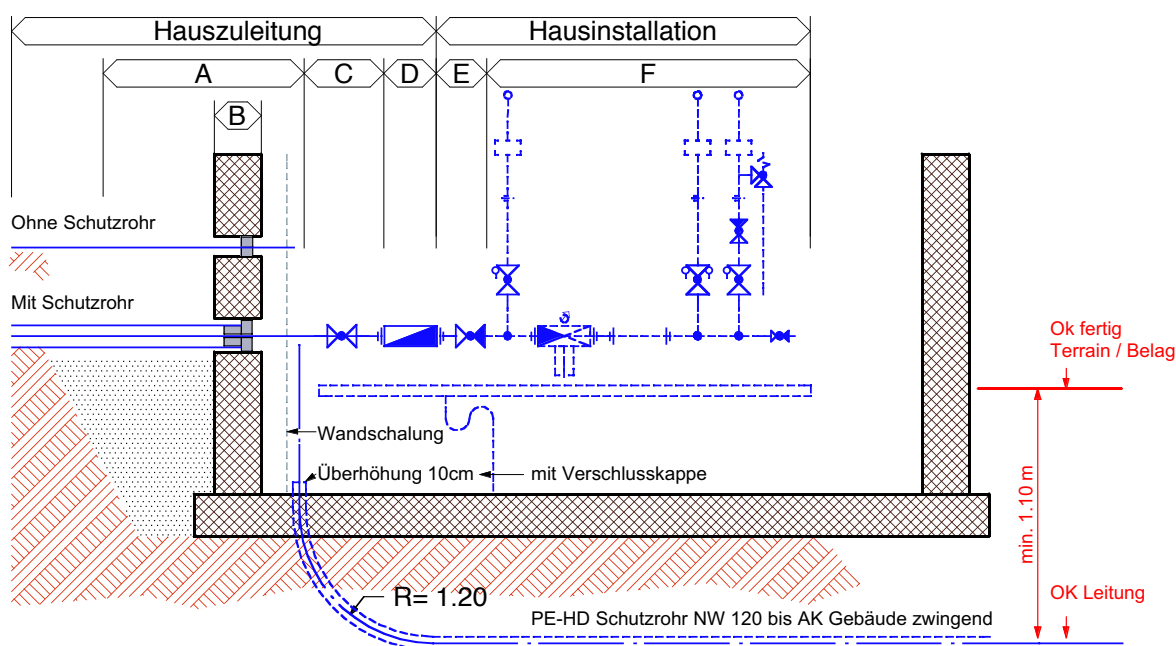 Hauszuleitung
Hausinstallation
A
C
D
E
F
B
Ohne Schutzrohr
Mit Schutzrohr
Ok fertig
Terrain / Belag
Wandschalung
Überhöhung 10cm
mit Verschlusskappe
min. 1.10 m
R= 1.20
OK Leitung
PE-HD Schutzrohr NW 120 bis AK Gebäude zwingend